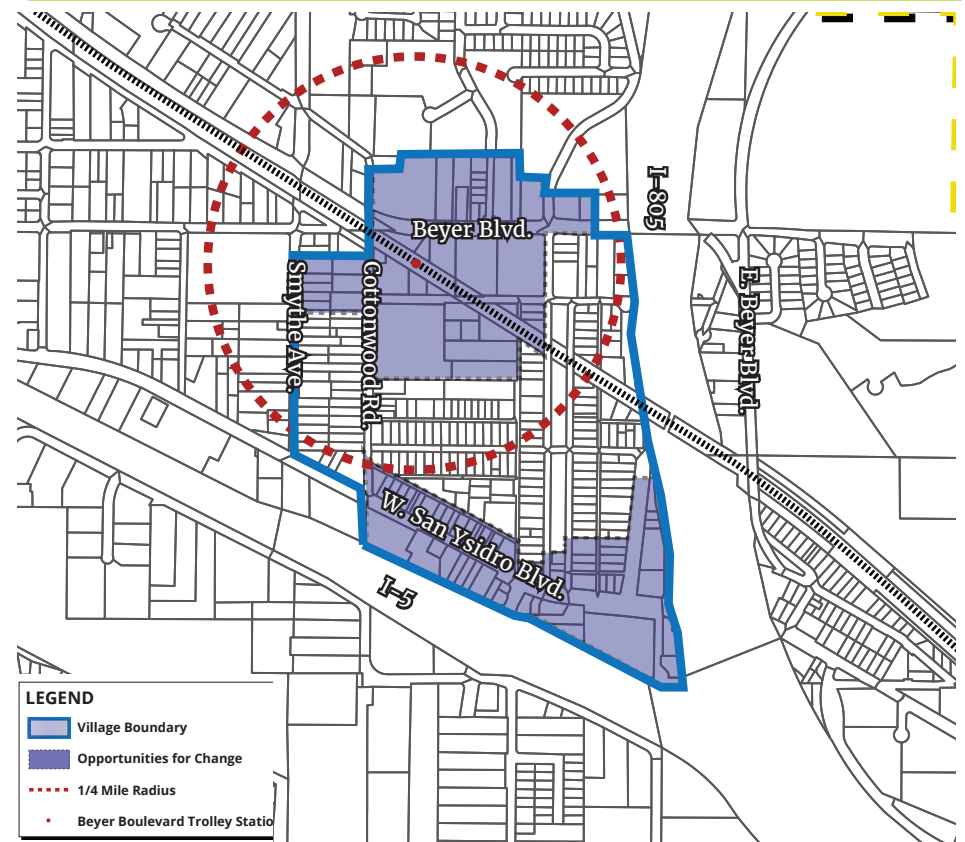 I-805
Beyer Blvd.
E. Beyer Blvd.
Smythe Ave.
Cottonwood Rd.
W. San Ysidro Blvd.
I-5
LEGEND
Village Boundary
Opportunities for Change
1/4 Mile Radius
Beyer Boulevard Trolley Statio